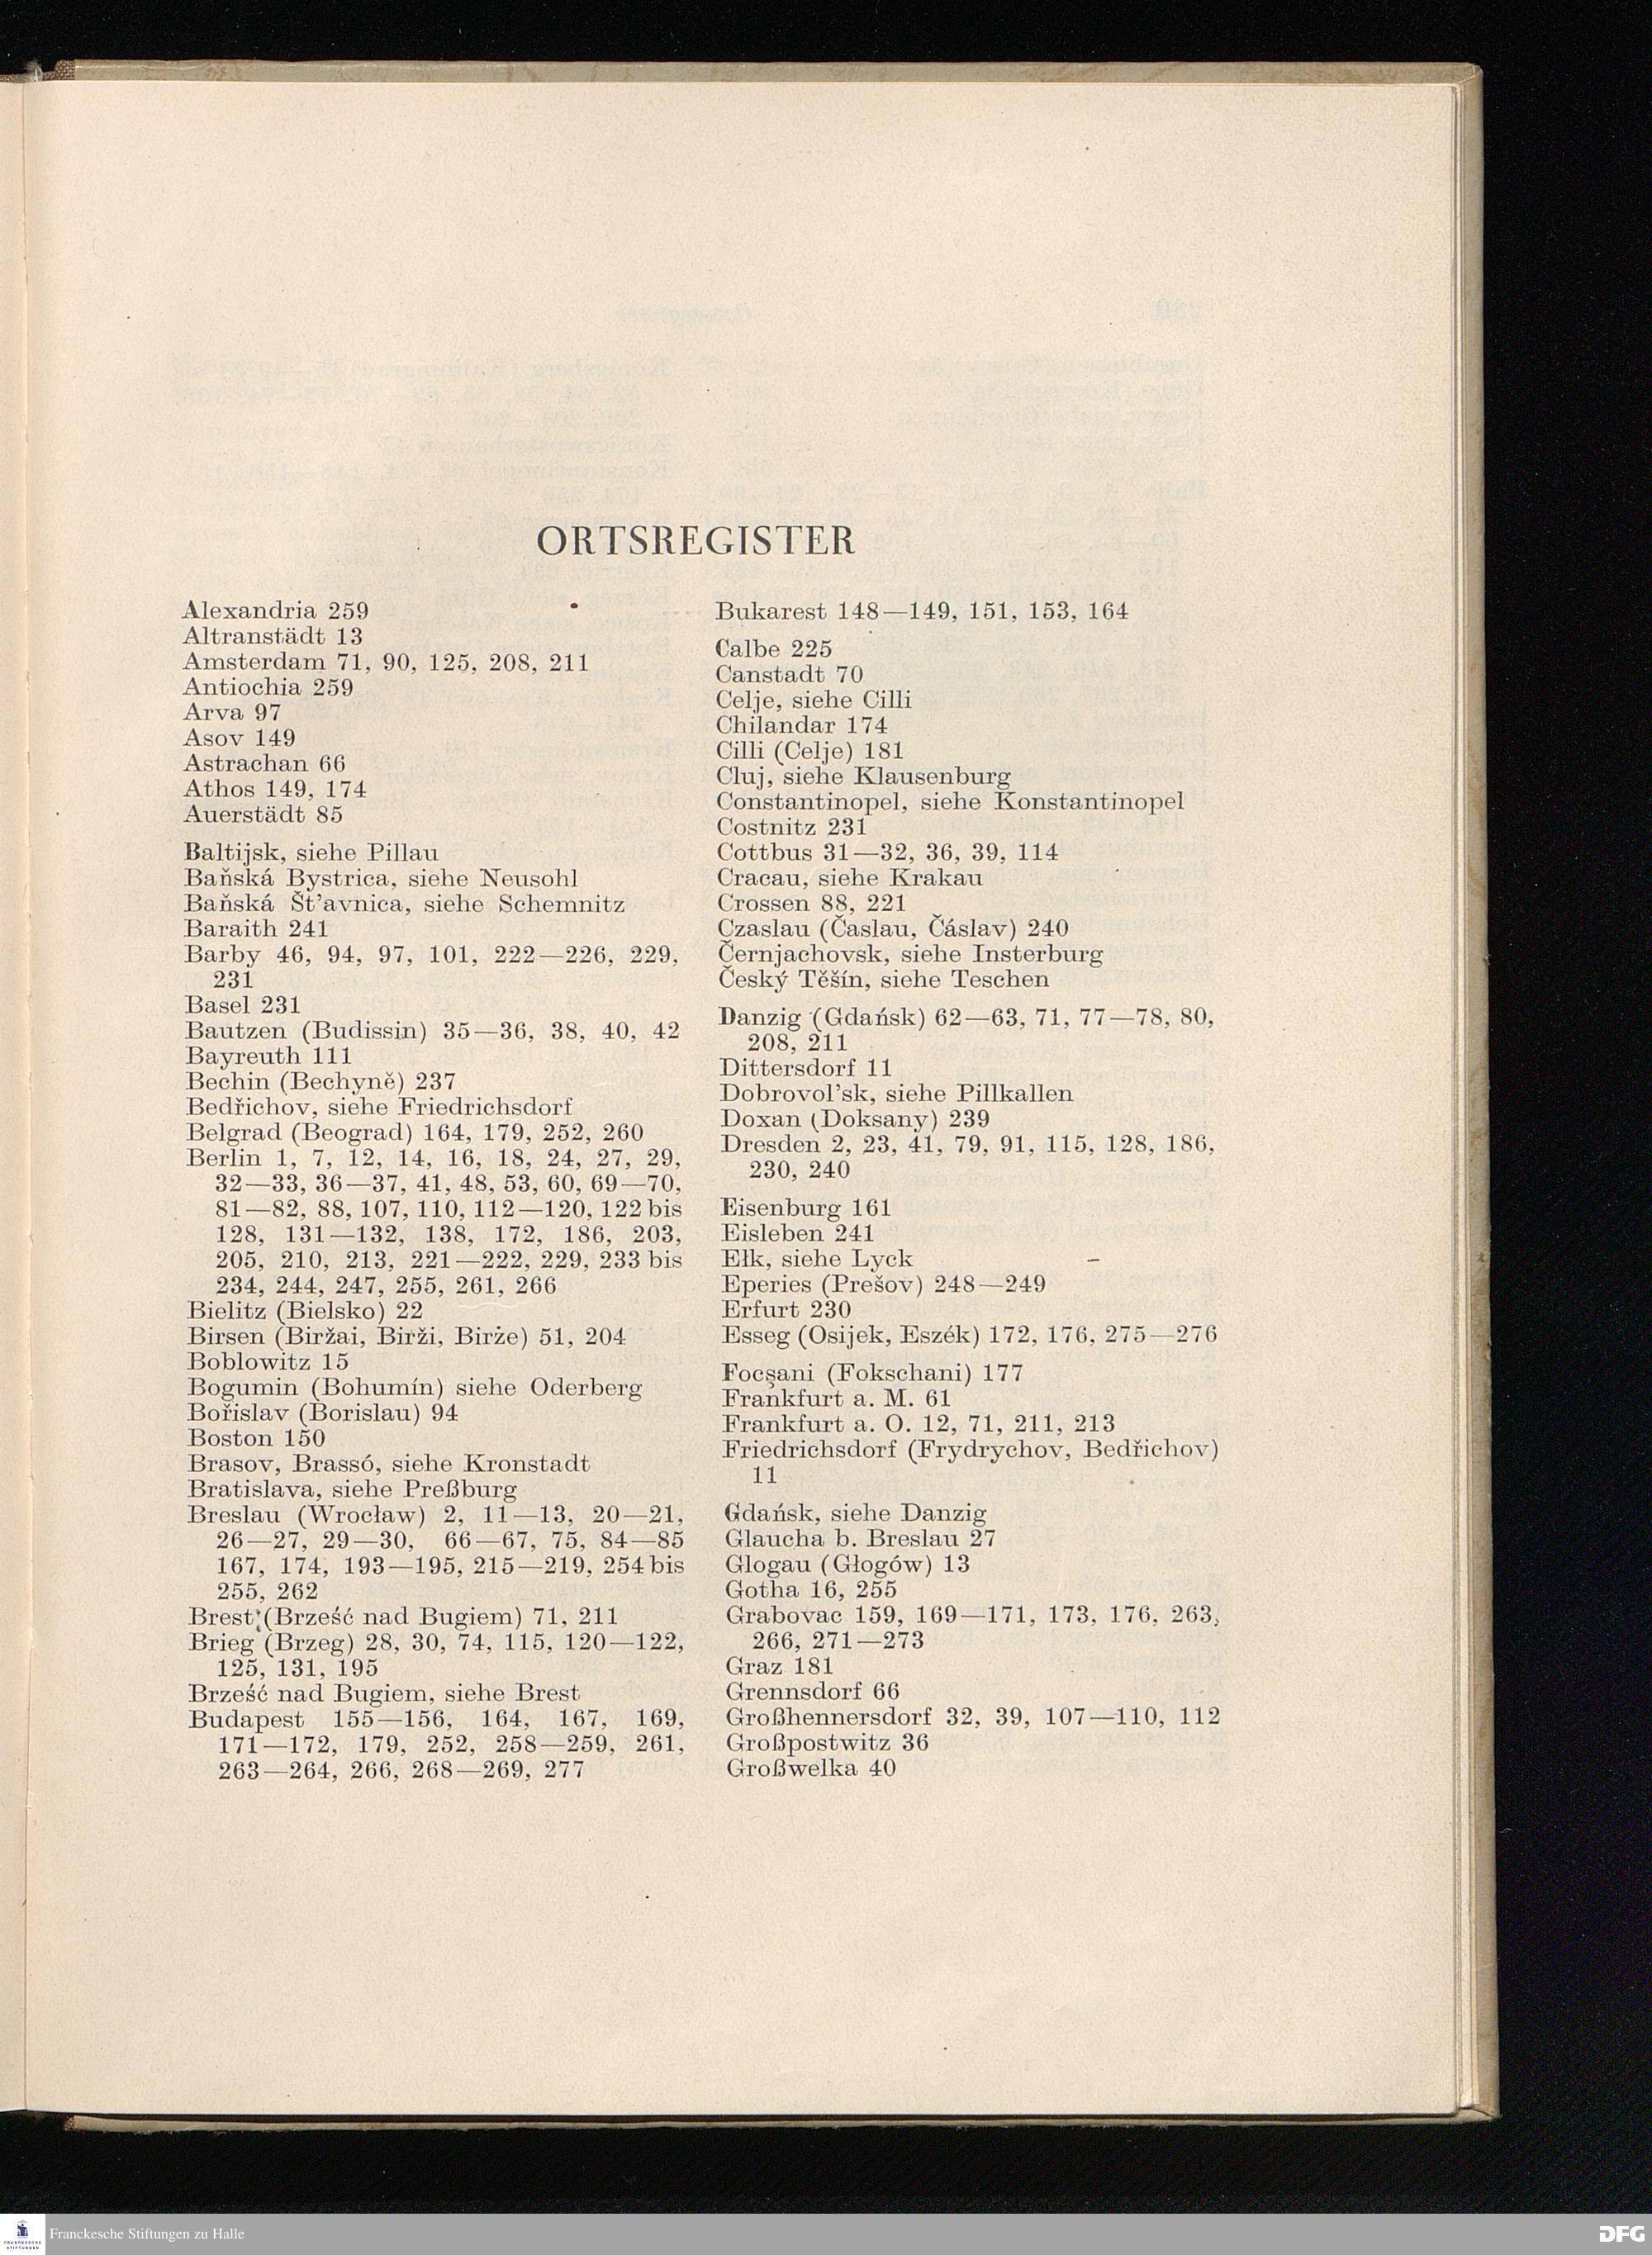 ORTSREGISTER
Alexandria 259
Altranstädt 13
Amsterdam 71, 90, 125, 208, 211
Antiochia 259
Arva 97
Asov 149
Astrachan 66
Athos 149, 174
Auerstädt 85
Baltijsk, siehe Pillau
Baňská Bystrica, siehe Neusohl
Baňská Št'avnica, siehe Schemnitz
Baraith 241
Barby 46, 94, 97, 101, 222—226, 229,
231
Basel 231
Bautzen (Budissin) 35—36, 38, 40, 42
Bayreuth 111
Bechin (Bechyně) 237
Bedřichov, siehe Friedrichsdorf
Belgrad (Beograd) 164, 179, 252, 260
Berlin 1, 7, 12, 14, 16, 18, 24, 27, 29,
32—33, 36—37, 41, 48, 53, 60, 69—70,
81—82, 88, 107, 110, 112—120, 122 bis
128, 131—132, 138, 172, 186, 203,
205, 210, 213, 221—222, 229, 233 bis
234, 244, 247, 255, 261, 266
Bielitz (Bielsko) 22
Birsen (Biržai, Birži, Birże) 51, 204
Boblowitz 15
Bogumin (Bohumín) siehe Oderberg
Bořislav (Borislau) 94
Boston 150
Brasov, Brassó, siehe Kronstadt
Bratislava, siehe Preßburg
Breslau (Wrocław) 2, 11—13, 20—21,
26—27, 29—30, 66—67, 75, 84—85
167, 174, 193—195, 215—219, 254 bis
255, 262
Brest (Brześć nad Bugiem) 71, 211
Brieg (Brzeg) 28, 30, 74, 115, 120—122,
125, 131, 195
Brześć nad Bugiem, siehe Brest
Budapest 155—156, 164, 167, 169,
171—172, 179, 252, 258—259, 261,
263—264, 266, 268—269, 277
Bukarest 148—149, 151, 153, 164
Calbe 225
Canstadt 70
Celje, siehe Cilli
Chilandar 174
Cilli (Celje) 181
Cluj, siehe Klausenburg
Constantinopel, siehe Konstantinopel
Costnitz 231
Cottbus 31—32, 36, 39, 114
Cracau, siehe Krakau
Crossen 88, 221
Czaslau (Časlau, Čáslav) 240
Černjachovsk, siehe Insterburg
Český Těšín, siehe Teschen
Danzig (Gdańsk) 62—63, 71, 77—78, 80,
208, 211
Dittersdorf 11
Dobrovol'sk, siehe Pillkallen
Doxan (Doksany) 239
Dresden 2, 23, 41, 79, 91, 115, 128, 186,
230, 240
Eisenburg 161
Eisleben 241
Ełk, siehe Lyck
Eperies (Prešov) 248—249
Erfurt 230
Esseg (Osijek, Eszék) 172, 176, 275—276
Focşani (Fokschani) 177
Frankfurt a. M. 61
Frankfurt a. O. 12, 71, 211, 213
Friedrichsdorf (Frydrychov, Bedřichov)
11
Gdańsk, siehe Danzig
Glaucha b. Breslau 27
Glogau (Głogów) 13
Gotha 16, 255
Grabovac 159, 169—171, 173, 176, 263,
266, 271—273
Graz 181
Grennsdorf 66
Großhennersdorf 32, 39, 107—110, 112
Großpostwitz 36
Großwelka 40
FRANCKESCHE
STIFTUNGEN
Franckesche Stiftungen zu Halle
DFG